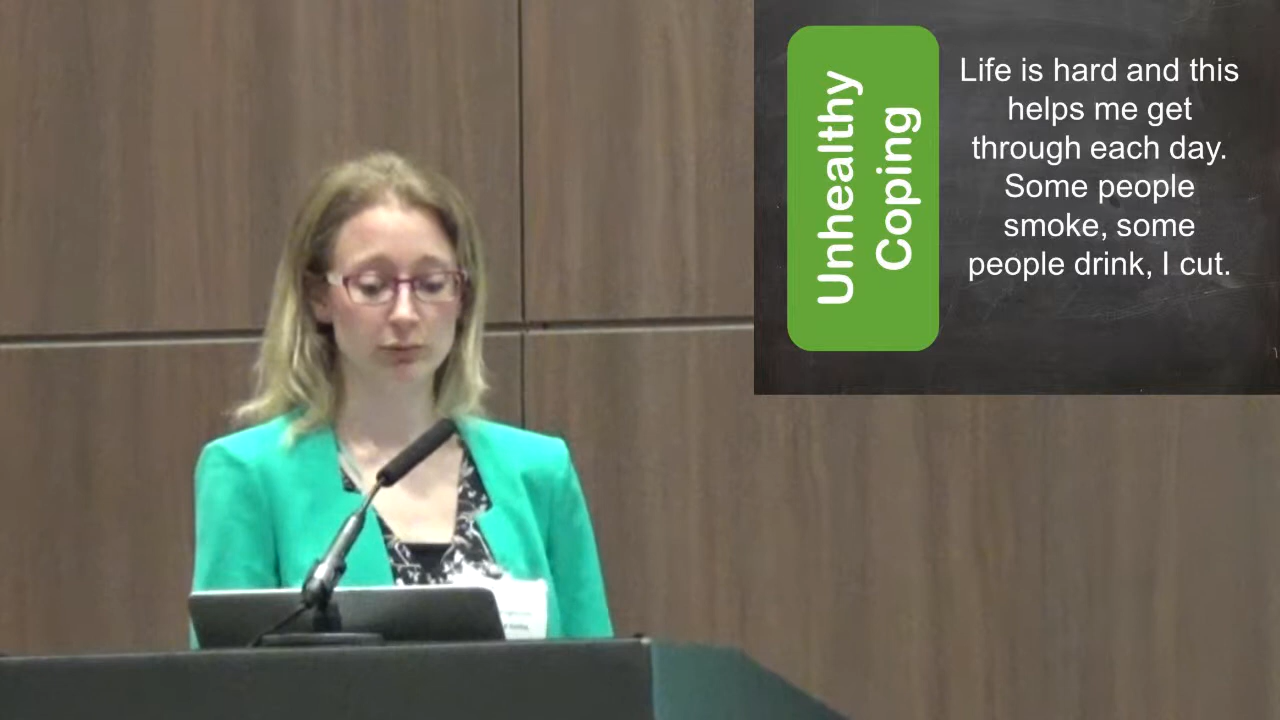 Unhealthy
Coping
Life is hard and this
helps me get
through each day.
Some people
smoke, some
people drink, I cut.